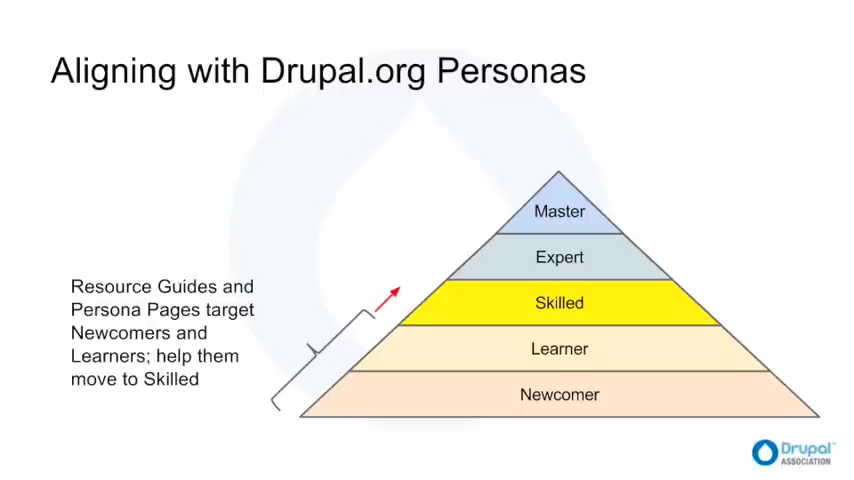 Aligning with Drupal.org Personas
Master
Expert
Skilled
Learner
Newcomer
Resource Guides and
Persona Pages target
Newcomers and
Learners; help them
move to Skilled
Drupal™
ASSOCIATION